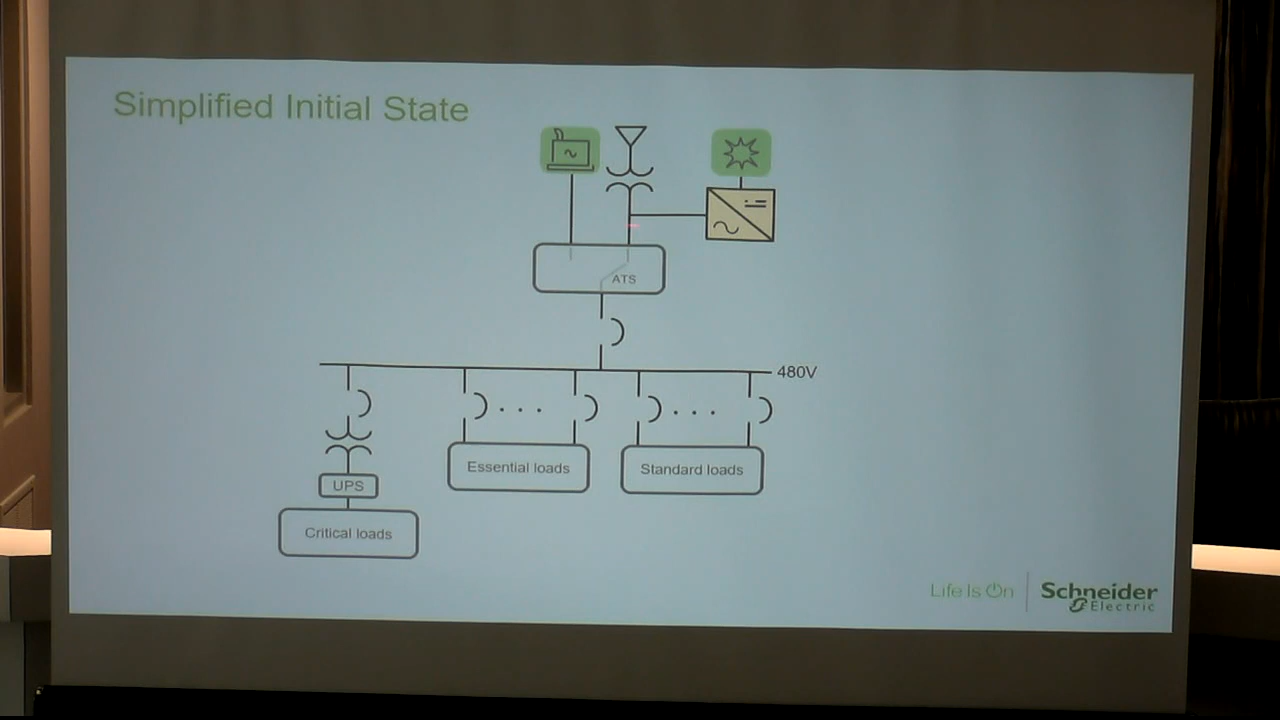 Simplified Initial State
ATS
480V
Essential loads
Standard loads
UPS
Critical loads
Life Is On
Schneider
Electric